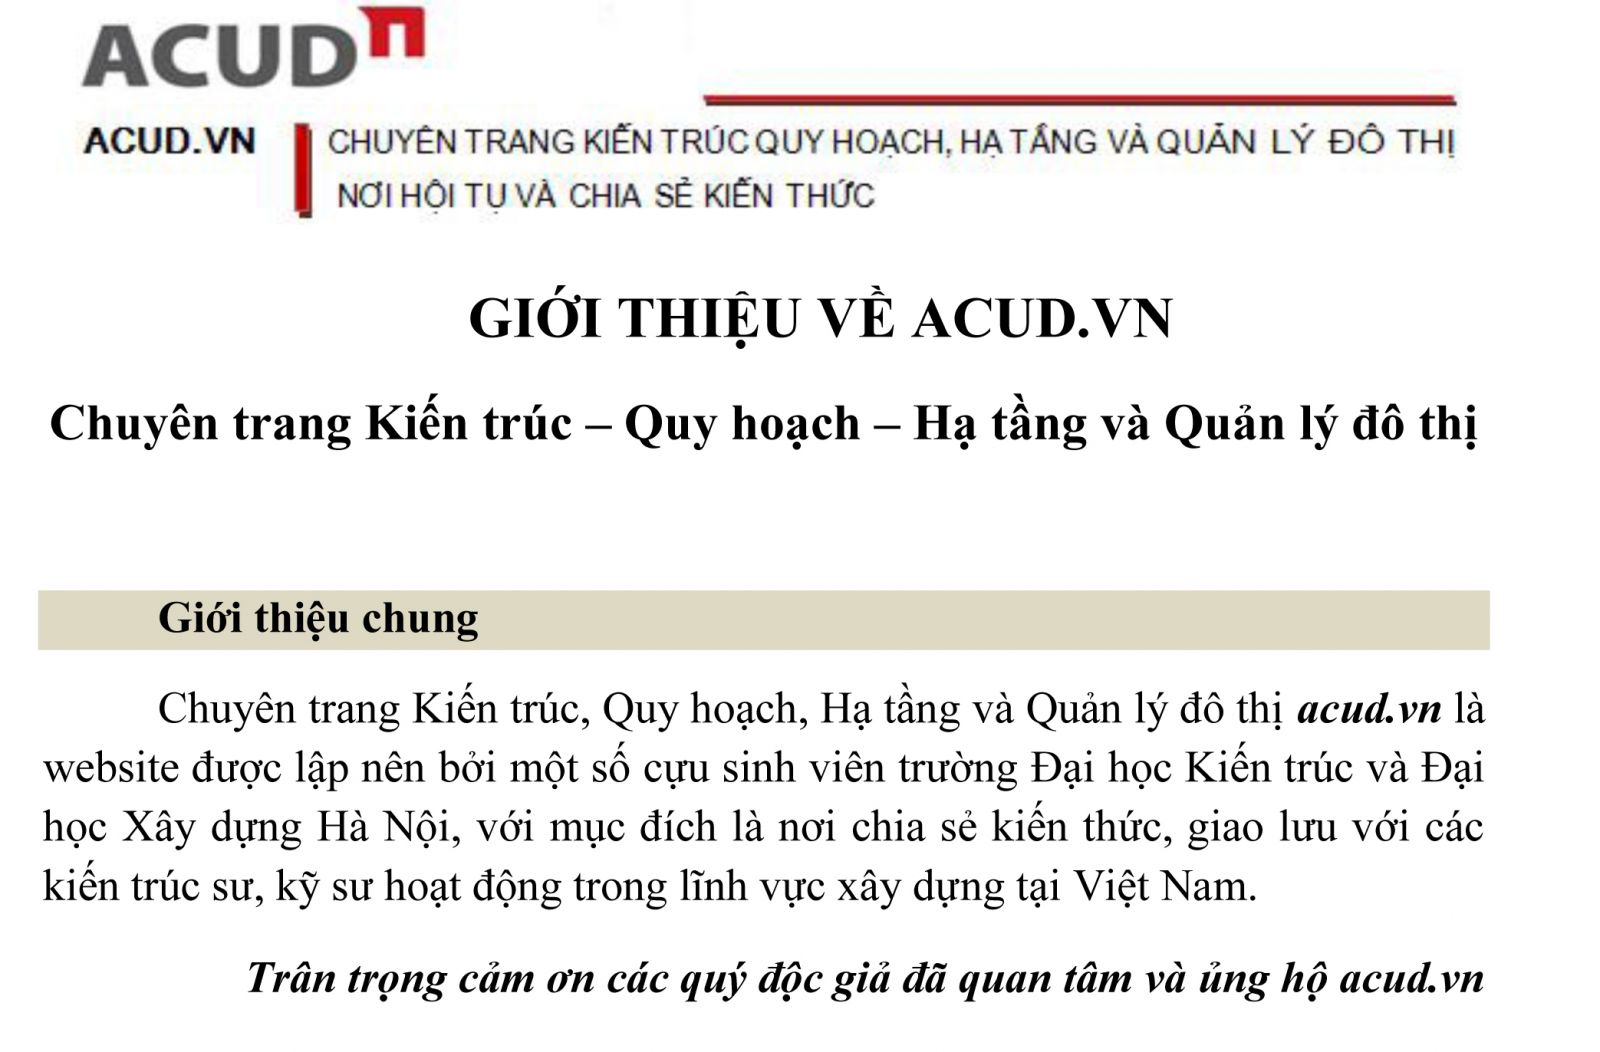 ACUDn
ACUD.VN
CHUYÊN TRANG KIẾN TRÚC QUY HOẠCH, HẠ TẦNG VÀ QUẢN LÝ ĐÔ THỊ
NƠI HỘI TỤ VÀ CHIA SẺ KIẾN THỨC
GIỚI THIỆU VỀ ACUD.VN
Chuyên trang Kiến trúc – Quy hoạch – Hạ tầng và Quản lý đô thị
Giới thiệu chung
Chuyên trang Kiến trúc, Quy hoạch, Hạ tầng và Quản lý đô thị acud.vn là
website được lập nên bởi một số cựu sinh viên trường Đại học Kiến trúc và Đại
học Xây dựng Hà Nội, với mục đích là nơi chia sẻ kiến thức, giao lưu với các
kiến trúc sư, kỹ sư hoạt động trong lĩnh vực xây dựng tại Việt Nam.
Trân trọng cảm ơn các quý độc giả đã quan tâm và ủng hộ acud.vn